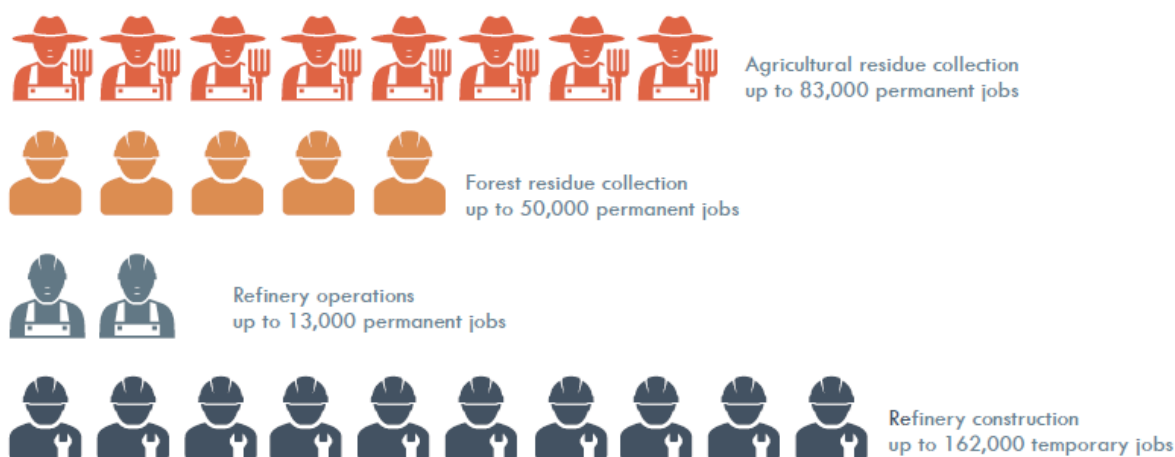 Agricultural residue collection
up to 83,000 permanent jobs
Forest residue collection
up to 50,000 permanent jobs
Refinery operations
up to 13,000 permanent jobs
Refinery construction
up to 162,000 temporary jobs